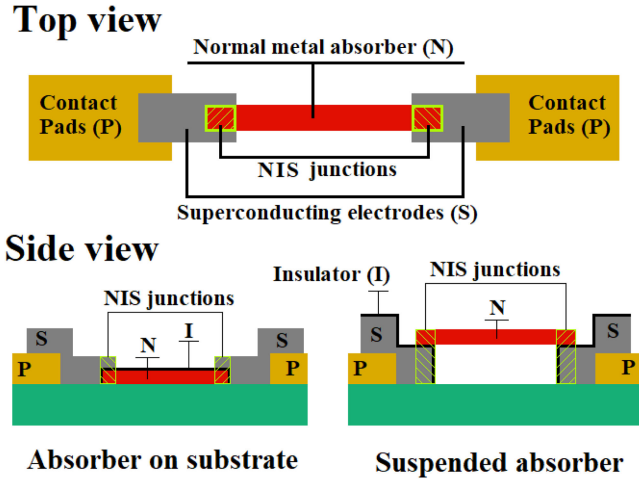 Top view
Normal metal absorber (N)
Contact
Pads (P)
Contact
Pads (P)
NIS junctions
Superconducting electrodes (S)
Side view
Insulator (I)
NIS junctions
NIS junctions
S
N
I
S
P
P
S
N
S
P
P
Absorber on substrate
Suspended absorber